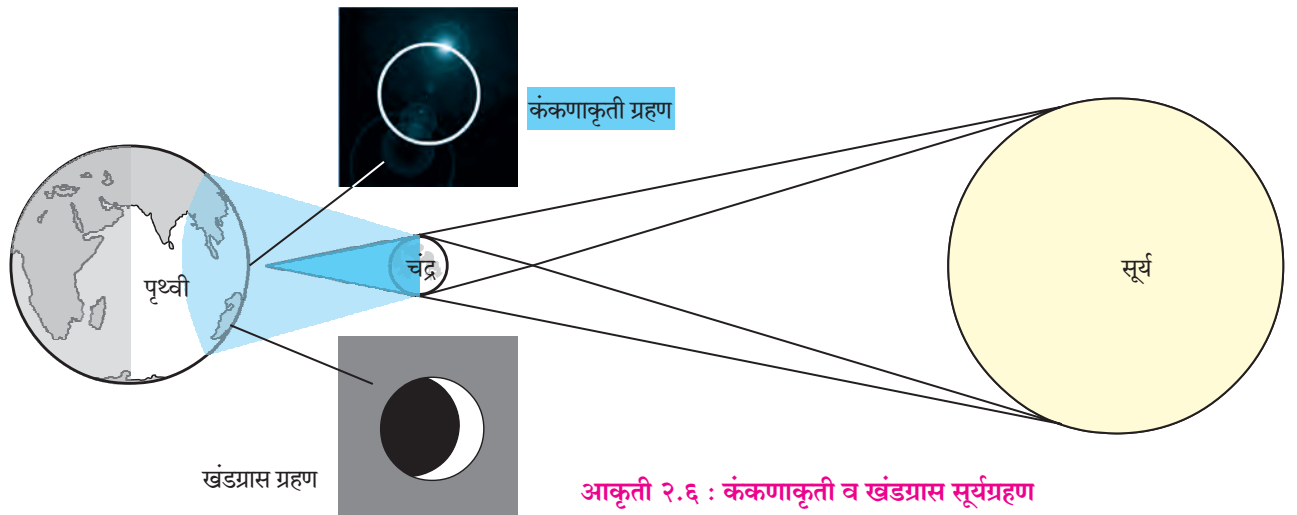 कंकणाकृती ग्रहण
पृथ्वी
चंद्र
सूर्य
खंडग्रास ग्रहण
आकृती २.६ : कंकणाकृती व खंडग्रास सूर्यग्रहण